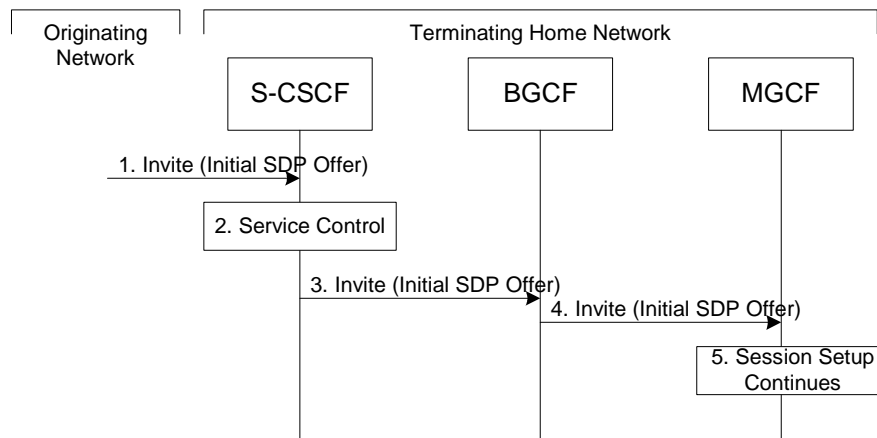 Originating
Network
Terminating Home Network
S-CSCF
BGCF
MGCF
1. Invite (Initial SDP Offer)
2. Service Control
3. Invite (Initial SDP Offer)
4. Invite (Initial SDP Offer)
5. Session Setup
Continues